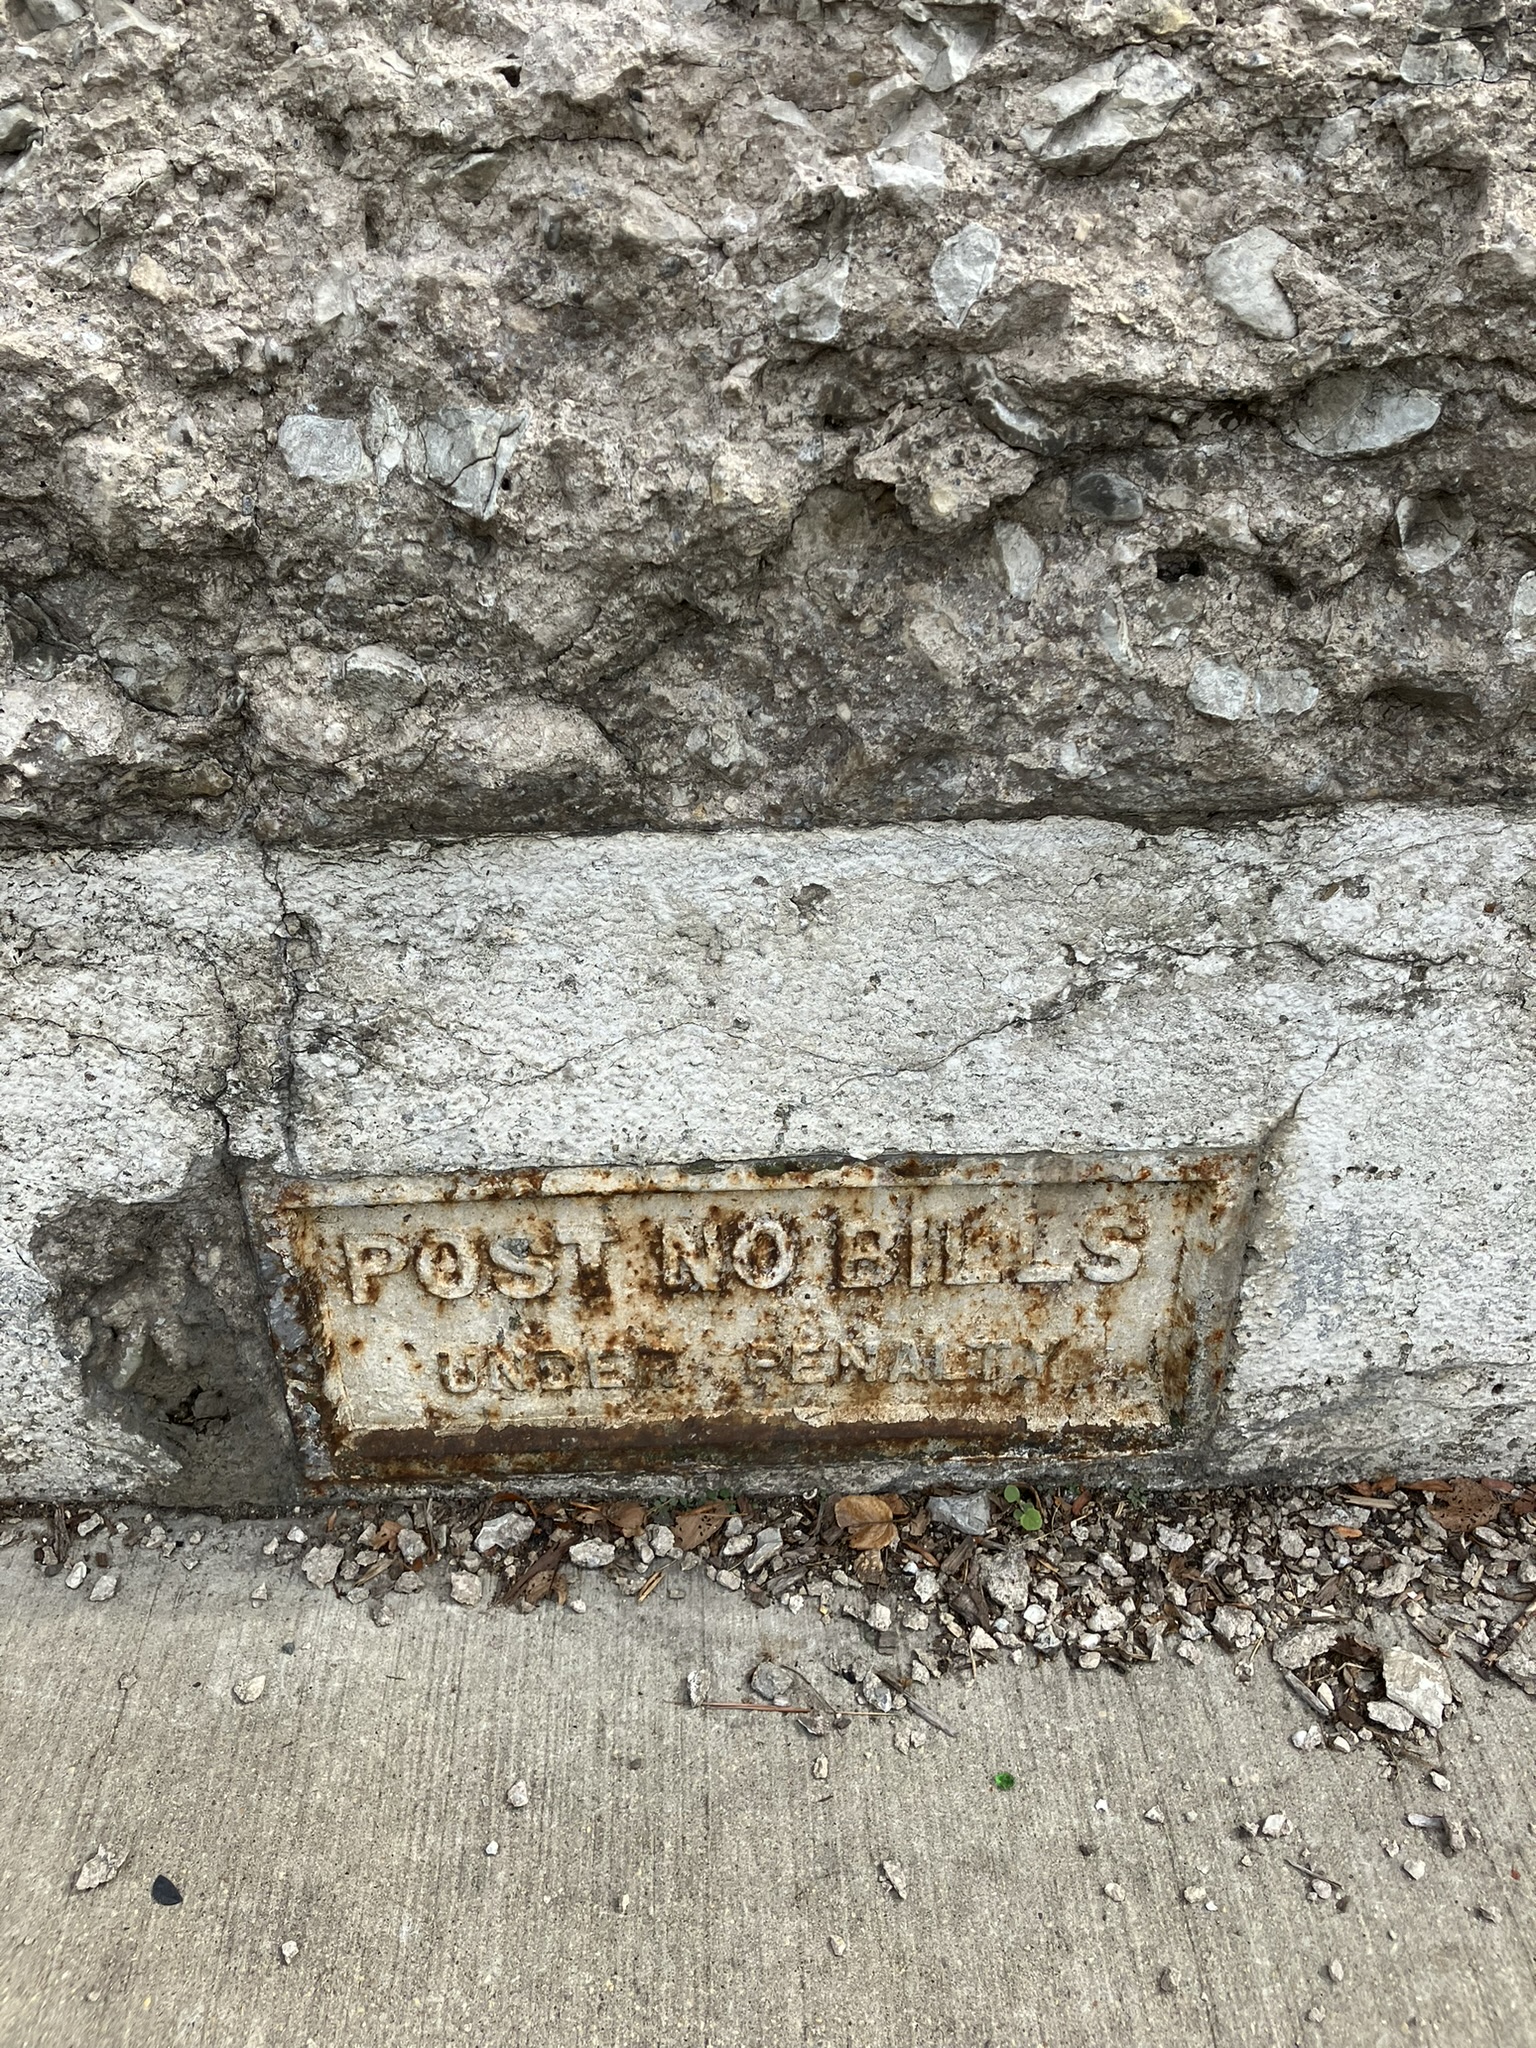 POST NO BILLS
UNDER PENALTY